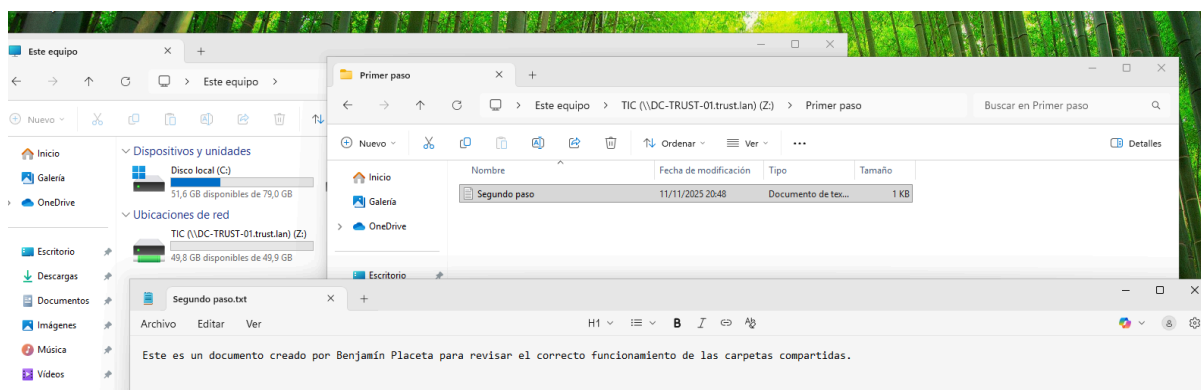 Este equipo
Este equipo
Nuevo
Inicio
Galería
OneDrive
Escritorio
Descargas
Documentos
Imágenes
Música
Vídeos
Dispositivos y unidades
Disco local (C:)
51,6 GB disponibles de 79,0 GB
Ubicaciones de red
TIC (\\DC-TRUST-01.trust.lan) (Z:)
49,8 GB disponibles de 49,9 GB
Primer paso
Este equipo > TIC (\\DC-TRUST-01.trust.lan) (Z:) > Primer paso
Buscar en Primer paso
Nuevo
Ordenar
Ver
Detalles
Inicio
Galería
OneDrive
Escritorio
Nombre Fecha de modificación Tipo Tamaño
Segundo paso 11/11/2025 20:48 Documento de tex... 1 KB
Segundo paso.txt
Archivo Editar Ver
H1 B I
Este es un documento creado por Benjamín Placeta para revisar el correcto funcionamiento de las carpetas compartidas.